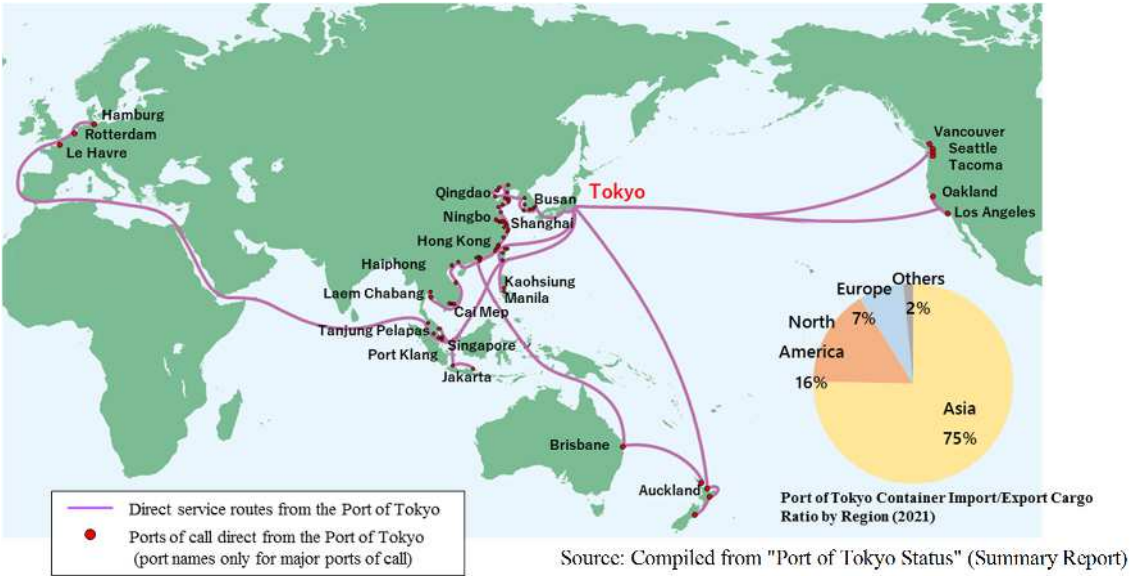 Hamburg
Rotterdam
Le Havre
Vancouver
Seattle
Tacoma
Oakland
Los Angeles
Tokyo
Qingdao
Busan
Ningbo
Shanghai
Hong Kong
Haiphong
Kaohsiung
Laem Chabang
Manila
Cai Mep
Tanjung Pelapas
Singapore
Port Klang
Jakarta
Brisbane
Auckland
Others
2%
Europe
7%
North
America
16%
Asia
75%
Port of Tokyo Container Import/Export Cargo
Ratio by Region (2021)
Direct service routes from the Port of Tokyo
Ports of call direct from the Port of Tokyo
(port names only for major ports of call)
Source: Compiled from "Port of Tokyo Status" (Summary Report)